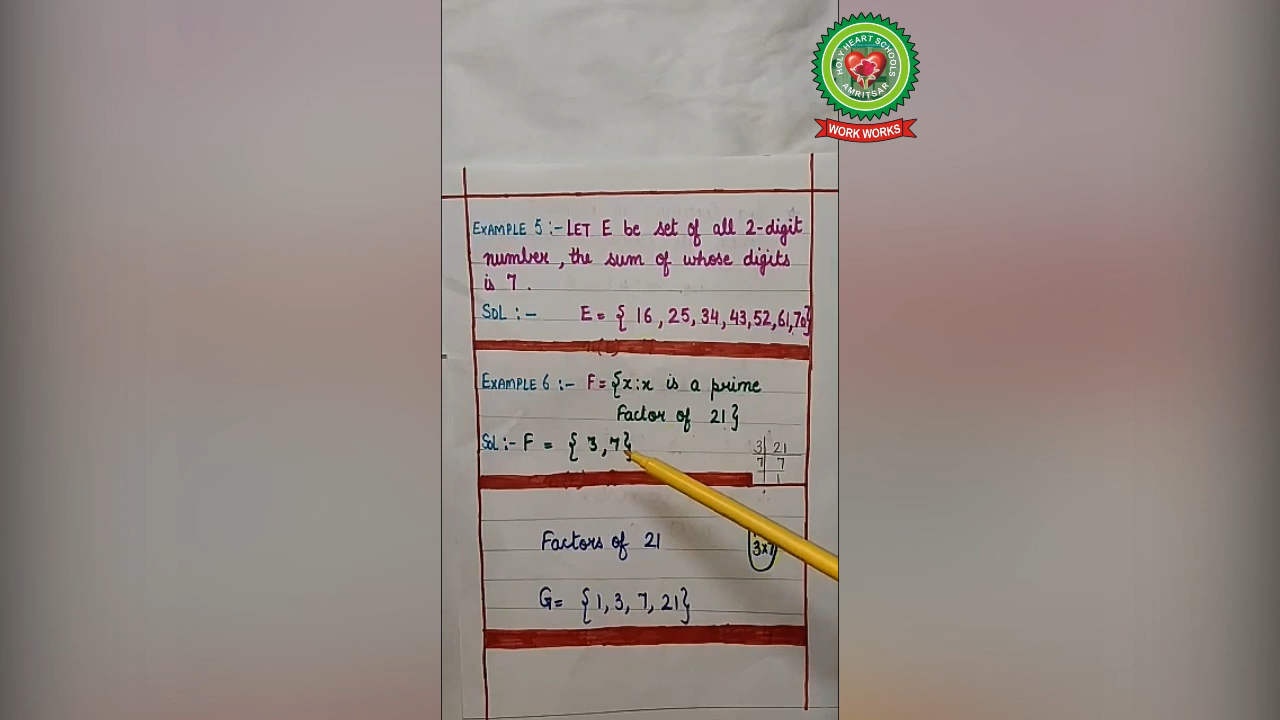 HOLY HEART SCHOOLS
AMRITSAR
WORK WORKS
EXAMPLE 5 :- LET E be set of all 2-digit
number, the sum of whose digits
is 7.
SOL :- E = { 16, 25, 34, 43, 52, 61, 70}
EXAMPLE 6 :- F = {x : x is a prime
Factor of 21}
Sol :- F = { 3, 7}
3 21
7 7
1
Factors of 21
3×7
G = {1, 3, 7, 21}